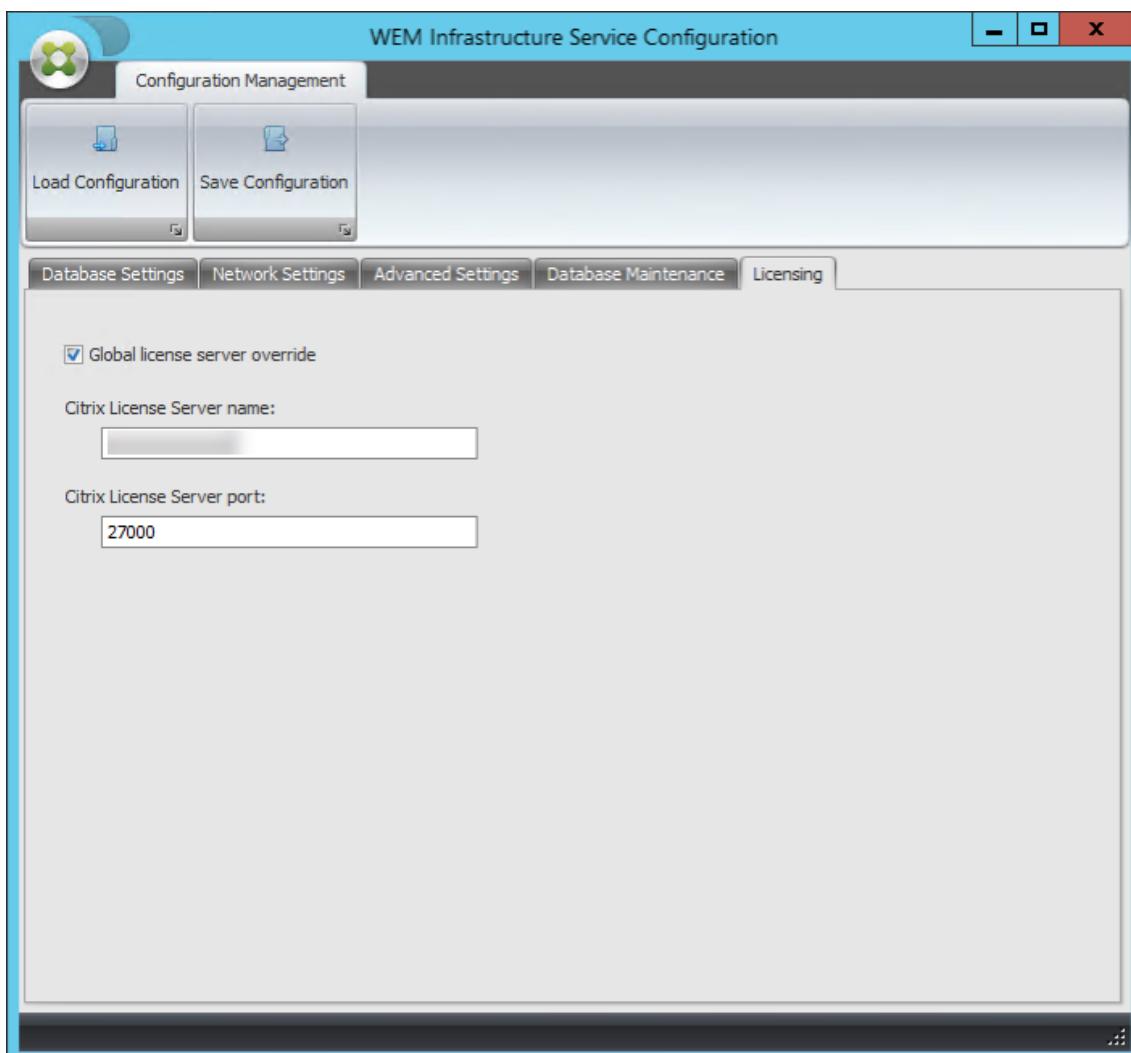 WEM Infrastructure Service Configuration
Configuration Management
Load Configuration Save Configuration
Database Settings Network Settings Advanced Settings Database Maintenance Licensing
Global license server override
Citrix License Server name:
Citrix License Server port:
27000